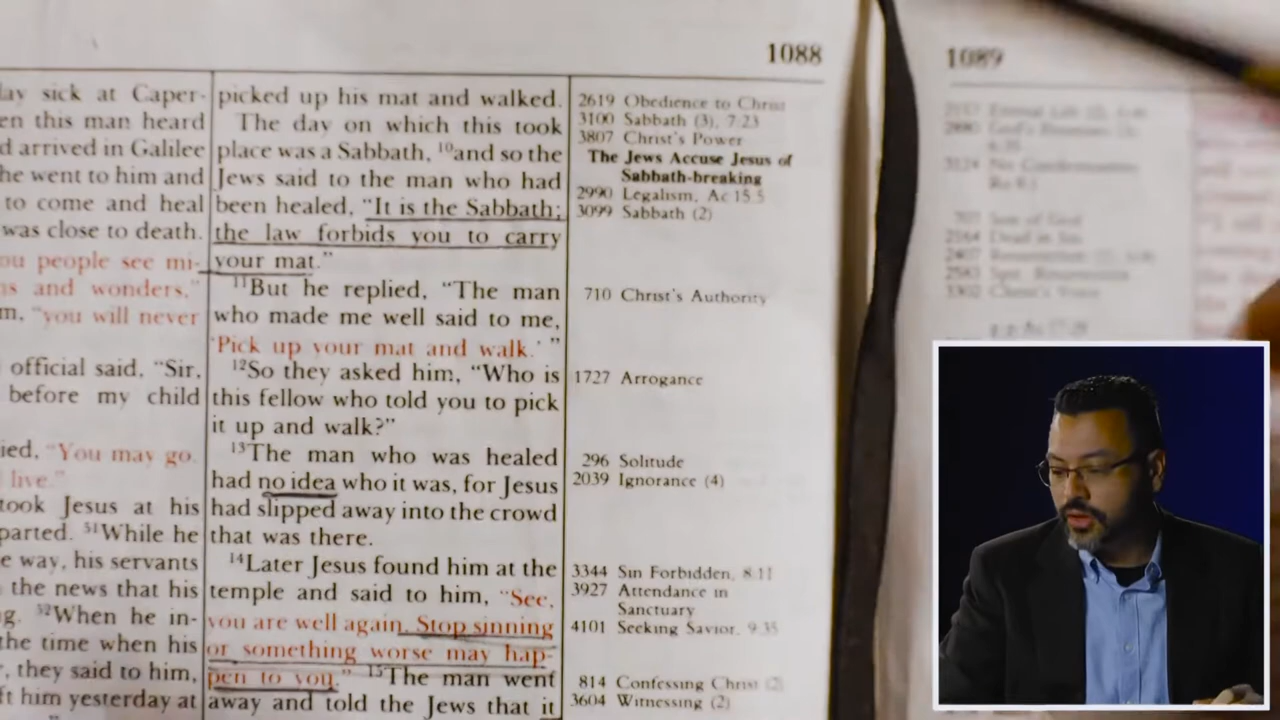 1088
lay sick at Caper-
en this man heard
d arrived in Galilee
he went to him and
to come and heal
was close to death.
ou people see mi-
ns and wonders,"
m, "you will never
official said, "Sir,
before my child
ied, "You may go.
live."
took Jesus at his
parted. 51While he
e way, his servants
the news that his
g. 52When he in-
the time when his
, they said to him,
ft him yesterday at
picked up his mat and walked.
The day on which this took
place was a Sabbath, 10and so the
Jews said to the man who had
been healed, "It is the Sabbath;
the law forbids you to carry
your mat."
11But he replied, "The man
who made me well said to me,
'Pick up your mat and walk.' "
12So they asked him, "Who is
this fellow who told you to pick
it up and walk?"
13The man who was healed
had no idea who it was, for Jesus
had slipped away into the crowd
that was there.
14Later Jesus found him at the
temple and said to him, "See,
you are well again. Stop sinning
or something worse may hap-
pen to you." 15The man went
away and told the Jews that it
2619 Obedience to Christ
3100 Sabbath (3), 7:23
3807 Christ's Power
The Jews Accuse Jesus of
Sabbath-breaking
2990 Legalism, Ac 15:5
3099 Sabbath (2)
710 Christ's Authority
1727 Arrogance
296 Solitude
2039 Ignorance (4)
3344 Sin Forbidden, 8:11
3927 Attendance in
Sanctuary
4101 Seeking Savior, 9:35
814 Confessing Christ (2)
3604 Witnessing (2)
1089
Son of God
Dead in Sin